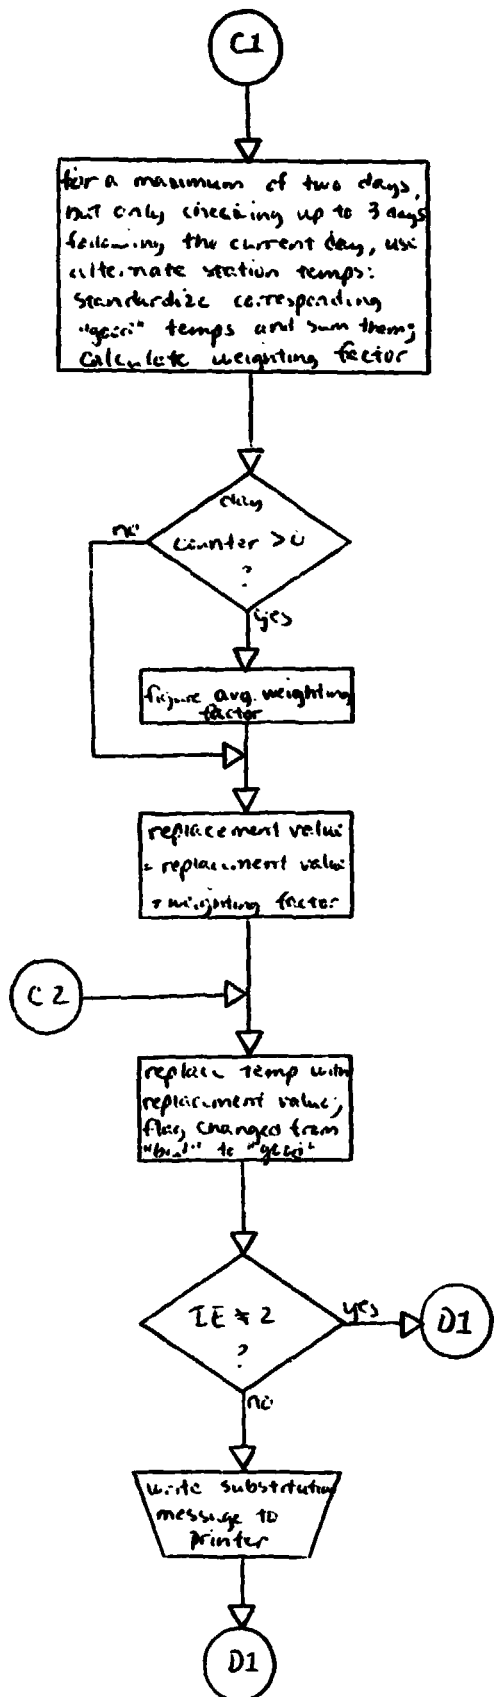 C1
for a maximum of two days,
but only checking up to 3 days
following the current day, use
alternate station temps:
standardize corresponding
"good" temps and sum them;
calculate weighting factor
day
counter > 0
?
no
yes
figure avg. weighting
factor
replacement value
= replacement value
+ weighting factor
C2
replace temp with
replacement value;
flag changed from
"bad" to "good"
IE ≠ 2
?
yes
D1
no
write substitution
message to
printer
D1